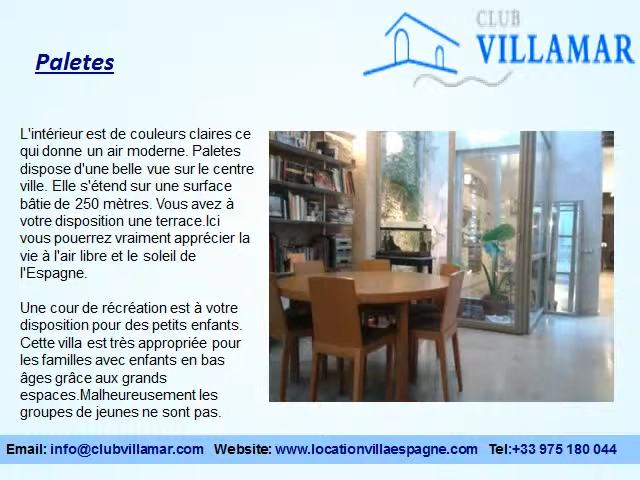 CLUB
VILLAMAR
Paletes
L'intérieur est de couleurs claires ce
qui donne un air moderne. Paletes
dispose d'une belle vue sur le centre
ville. Elle s'étend sur une surface
bâtie de 250 mètres. Vous avez à
votre disposition une terrace.Ici
vous pouerrez vraiment apprécier la
vie à l'air libre et le soleil de
l'Espagne.
Une cour de récréation est à votre
disposition pour des petits enfants.
Cette villa est très appropriée pour
les familles avec enfants en bas
âges grâce aux grands
espaces.Malheureusement les
groupes de jeunes ne sont pas.
Email: info@clubvillamar.com Website: www.locationvillaespagne.com Tel:+33 975 180 044